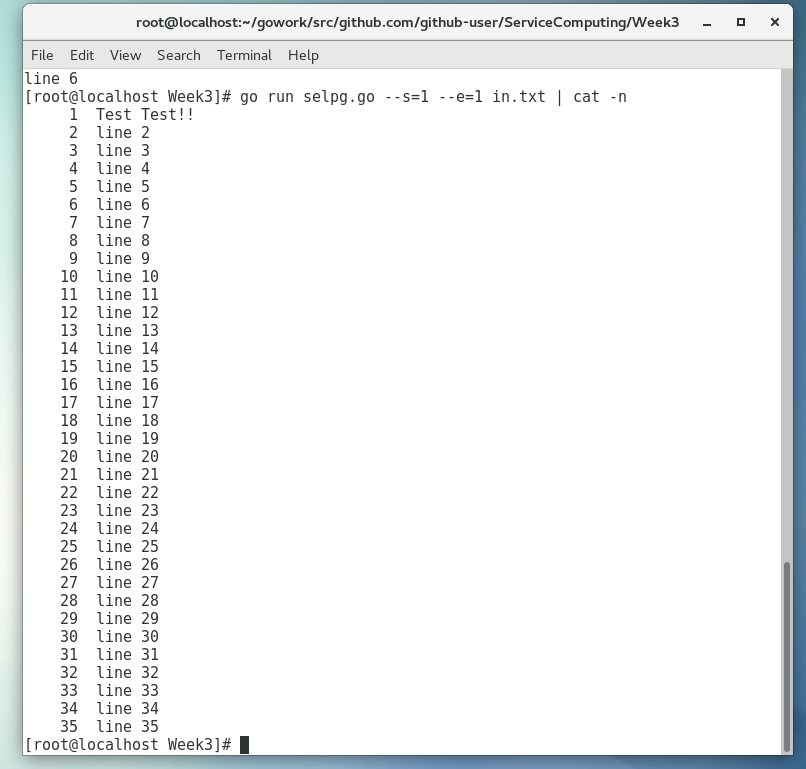 root@localhost:~/gowork/src/github.com/github-user/ServiceComputing/Week3
File Edit View Search Terminal Help
line 6
[root@localhost Week3]# go run selpg.go --s=1 --e=1 in.txt | cat -n
1 Test Test!!
2 line 2
3 line 3
4 line 4
5 line 5
6 line 6
7 line 7
8 line 8
9 line 9
10 line 10
11 line 11
12 line 12
13 line 13
14 line 14
15 line 15
16 line 16
17 line 17
18 line 18
19 line 19
20 line 20
21 line 21
22 line 22
23 line 23
24 line 24
25 line 25
26 line 26
27 line 27
28 line 28
29 line 29
30 line 30
31 line 31
32 line 32
33 line 33
34 line 34
35 line 35
[root@localhost Week3]#